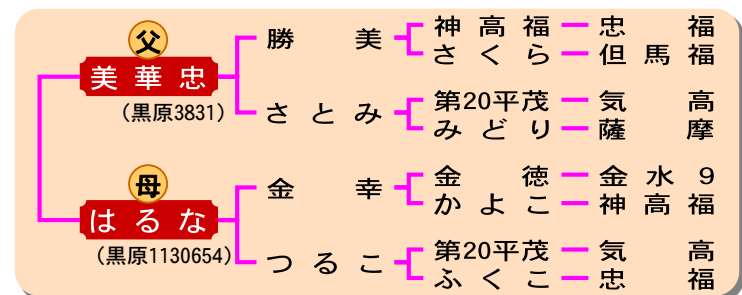 父
美華忠
（黒原3831）
勝美
神高福 忠福
さくら 但馬福
さとみ
第20平茂 気高
みどり 薩摩
母
はるな
（黒原1130654）
金幸
金徳 金水9
かよこ 神高福
つるこ
第20平茂 気高
ふくこ 忠福